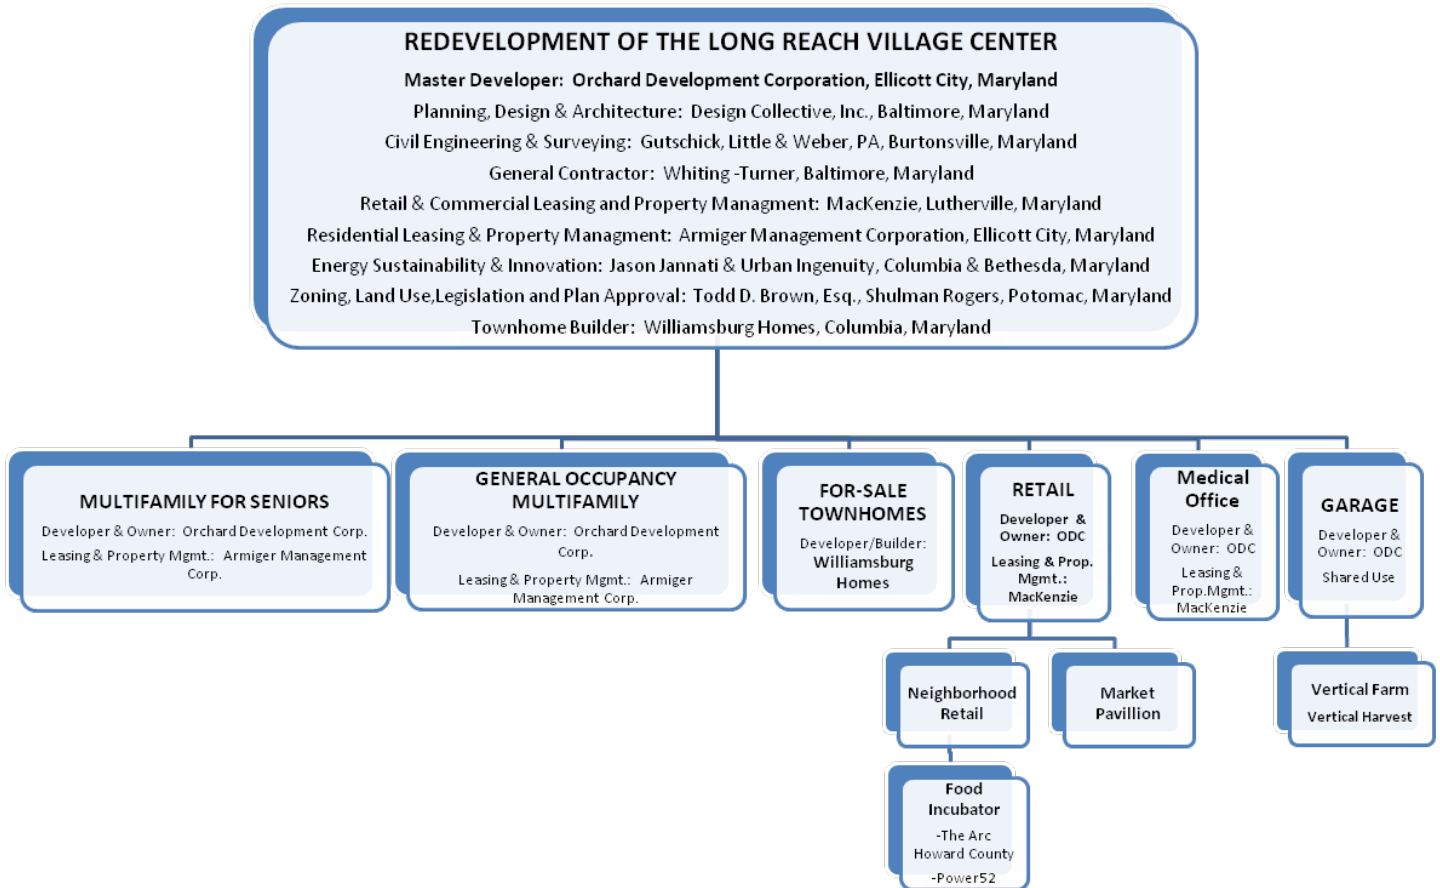 REDEVELOPMENT OF THE LONG REACH VILLAGE CENTER
Master Developer: Orchard Development Corporation, Ellicott City, Maryland
Planning, Design & Architecture: Design Collective, Inc., Baltimore, Maryland
Civil Engineering & Surveying: Gutschick, Little & Weber, PA, Burtonsville, Maryland
General Contractor: Whiting -Turner, Baltimore, Maryland
Retail & Commercial Leasing and Property Managment: MacKenzie, Lutherville, Maryland
Residential Leasing & Property Managment: Armiger Management Corporation, Ellicott City, Maryland
Energy Sustainability & Innovation: Jason Jannati & Urban Ingenuity, Columbia & Bethesda, Maryland
Zoning, Land Use,Legislation and Plan Approval: Todd D. Brown, Esq., Shulman Rogers, Potomac, Maryland
Townhome Builder: Williamsburg Homes, Columbia, Maryland
MULTIFAMILY FOR SENIORS
Developer & Owner: Orchard Development Corp.
Leasing & Property Mgmt.: Armiger Management
Corp.
GENERAL OCCUPANCY
MULTIFAMILY
Developer & Owner: Orchard Development
Corp.
Leasing & Property Mgmt.: Armiger
Management Corp.
FOR-SALE
TOWNHOMES
Developer/Builder:
Williamsburg
Homes
RETAIL
Developer &
Owner: ODC
Leasing & Prop.
Mgmt.:
MacKenzie
Medical
Office
Developer &
Owner: ODC
Leasing &
Prop.Mgmt.:
MacKenzie
GARAGE
Developer &
Owner: ODC
Shared Use
Neighborhood
Retail
Market
Pavillion
Vertical Farm
Vertical Harvest
Food
Incubator
-The Arc
Howard County
-Power52